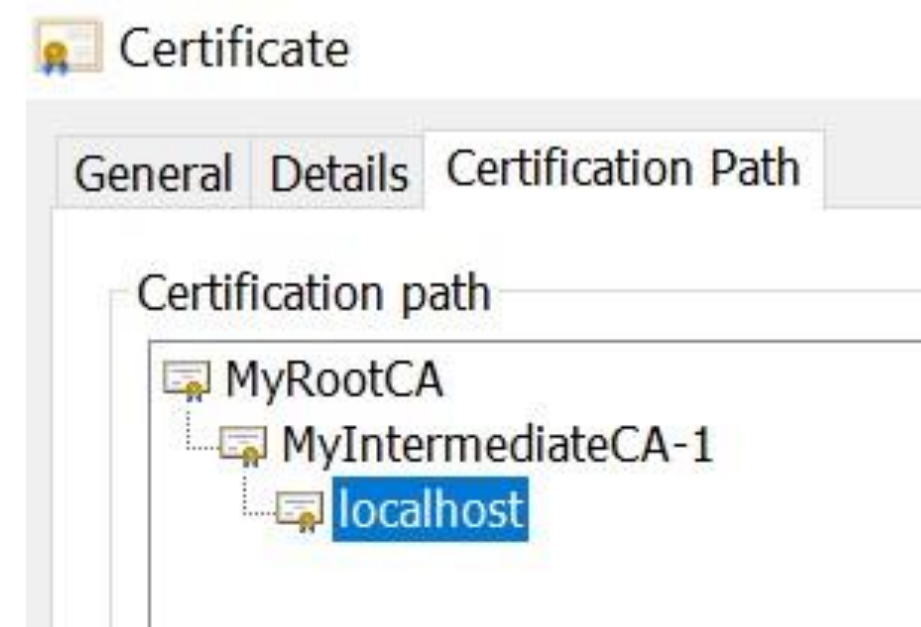 Certificate
General Details Certification Path
Certification path
MyRootCA
MyIntermediateCA-1
localhost